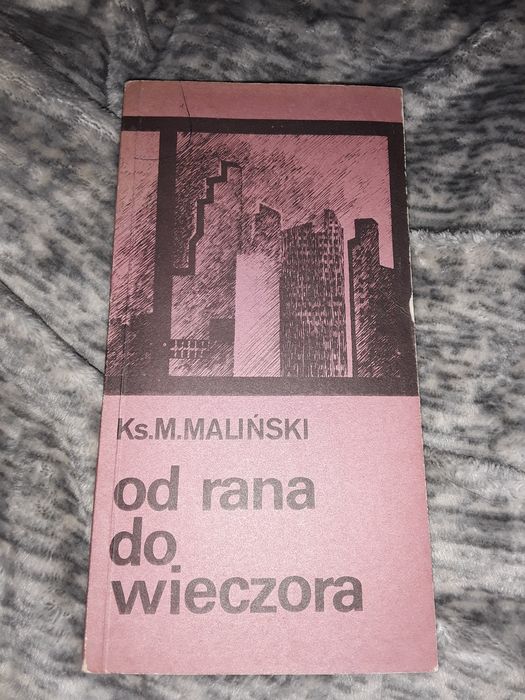 Ks.M.MALIŃSKI
od rana
do
wieczora